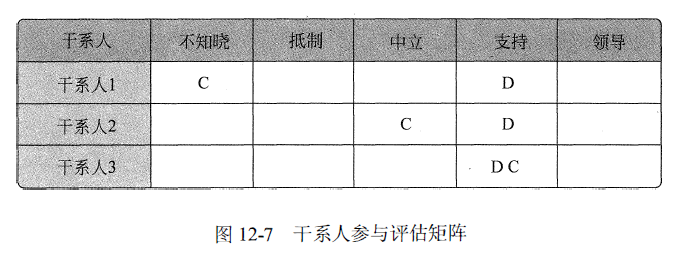 干系人 不知晓 抵制 中立 支持 领导
干系人1 C D
干系人2 C D
干系人3 D C
图 12-7 干系人参与评估矩阵